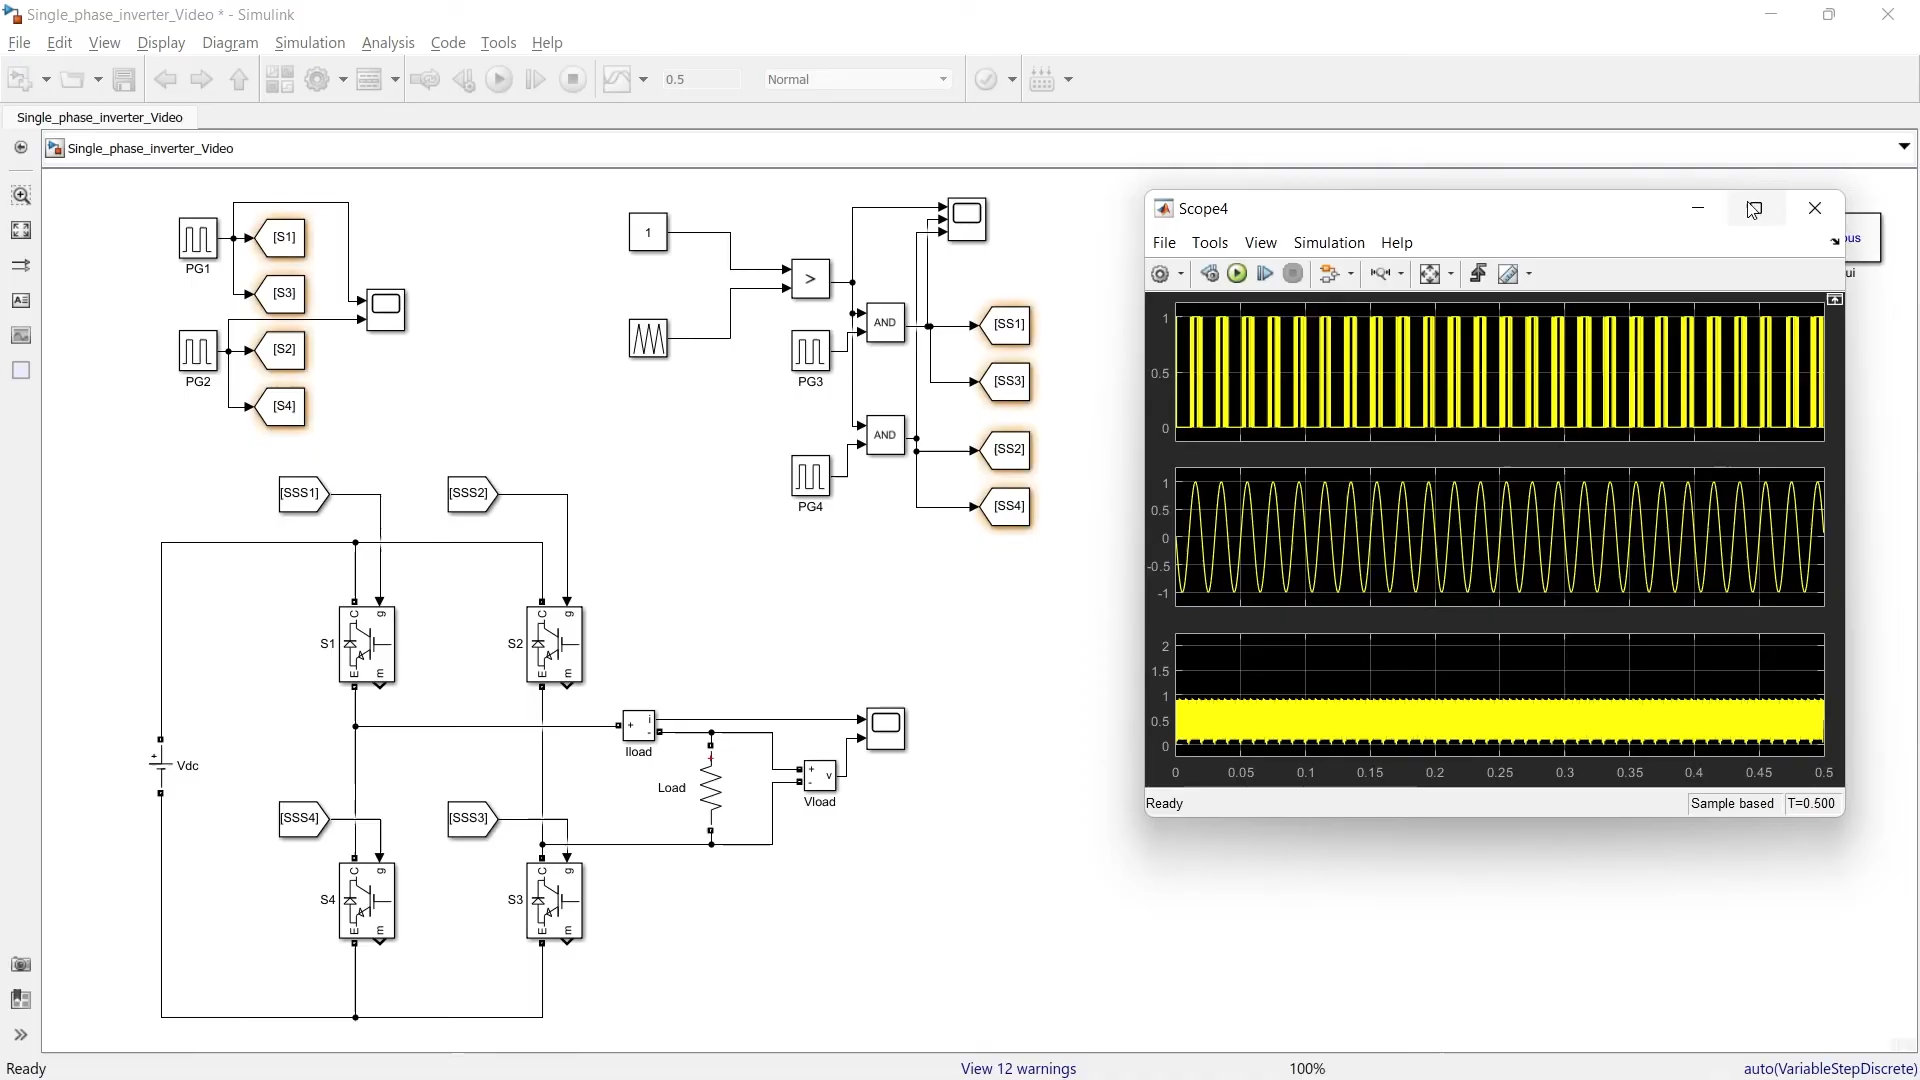 Single_phase_inverter_Video * - Simulink
File Edit View Display Diagram Simulation Analysis Code Tools Help
0.5 Normal
Single_phase_inverter_Video
Single_phase_inverter_Video
PG1
[S1]
[S3]
PG2
[S2]
[S4]
1
>
AND
PG3
[SS1]
[SS3]
AND
PG4
[SS2]
[SS4]
[SSS1]
[SSS2]
C g
S1
E m
C g
S2
E m
+
Vdc
+ i
-
Iload
+
Load
+ v
-
Vload
[SSS4]
[SSS3]
C g
S4
E m
C g
S3
E m
Scope4
File Tools View Simulation Help
1
0.5
0
1
0.5
0
-0.5
-1
2
1.5
1
0.5
0
0 0.05 0.1 0.15 0.2 0.25 0.3 0.35 0.4 0.45 0.5
Ready Sample based T=0.500
ous
ui
Ready View 12 warnings 100% auto(VariableStepDiscrete)